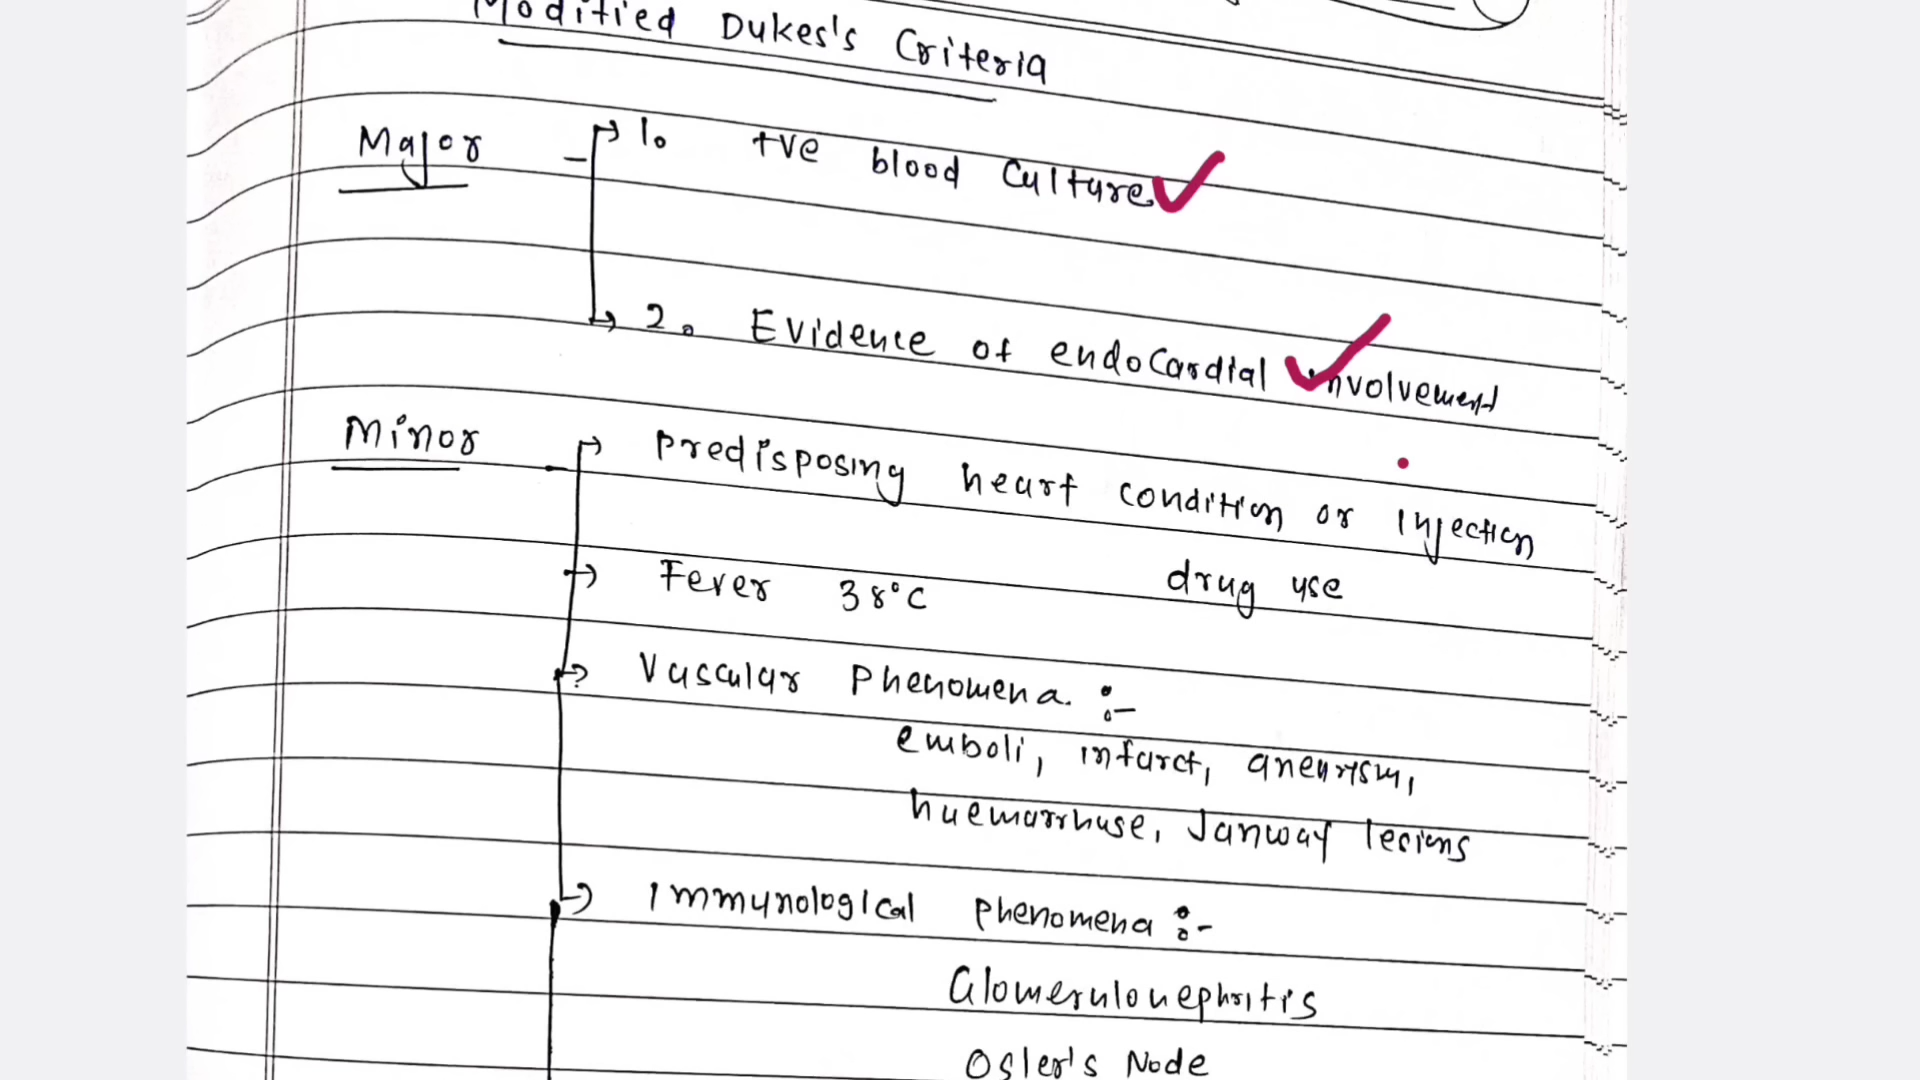 Modified Dukes's Criteria
Major - 1. +ve blood Culture
2. Evidence of endocardial involvement
Minor - Predisposing heart condition or injection
drug use
Fever 38°C
Vascular Phenomena :-
emboli, infarct, aneurysm,
haemorrhase, Janway lesions
Immunological Phenomena :-
Glomerulonephritis
Osler's Node